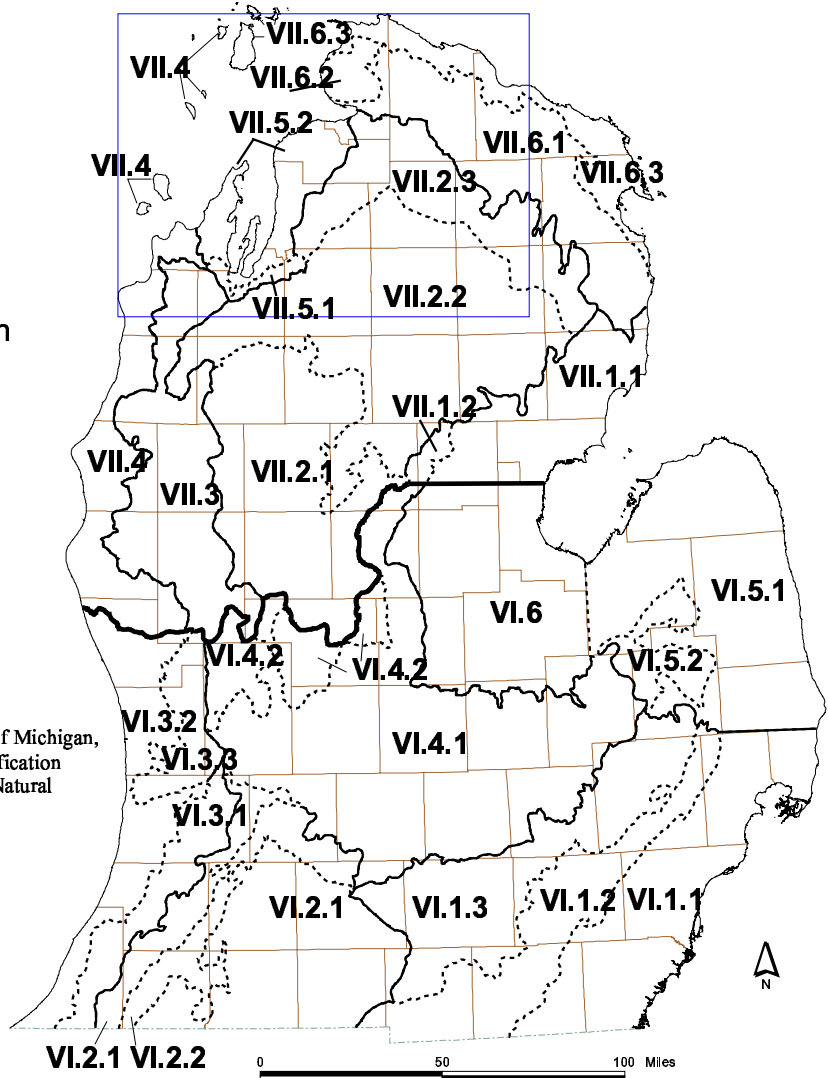 VII.6.3
VII.4
VII.6.2
VII.5.2
VII.6.1
VII.4
VII.6.3
VII.2.3
VII.5.1
VII.2.2
n
VII.1.1
VII.1.2
VII.4
VII.2.1
VII.3
VI.5.1
VI.6
VI.4.2
VI.4.2
VI.5.2
VI.3.2
of Michigan,
VI.4.1
fication
VI.3.3
Natural
VI.3.1
VI.2.1
VI.1.3
VI.1.2
VI.1.1
N
VI.2.1 VI.2.2
0 50 100 Miles